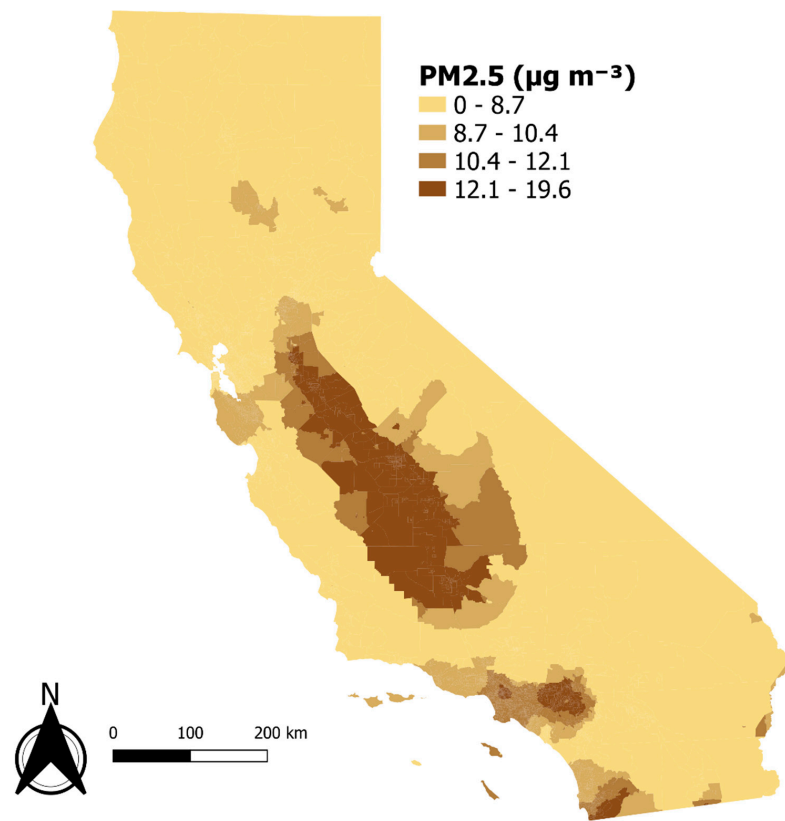 PM2.5 (µg m⁻³)
0 - 8.7
8.7 - 10.4
10.4 - 12.1
12.1 - 19.6
N
0 100 200 km